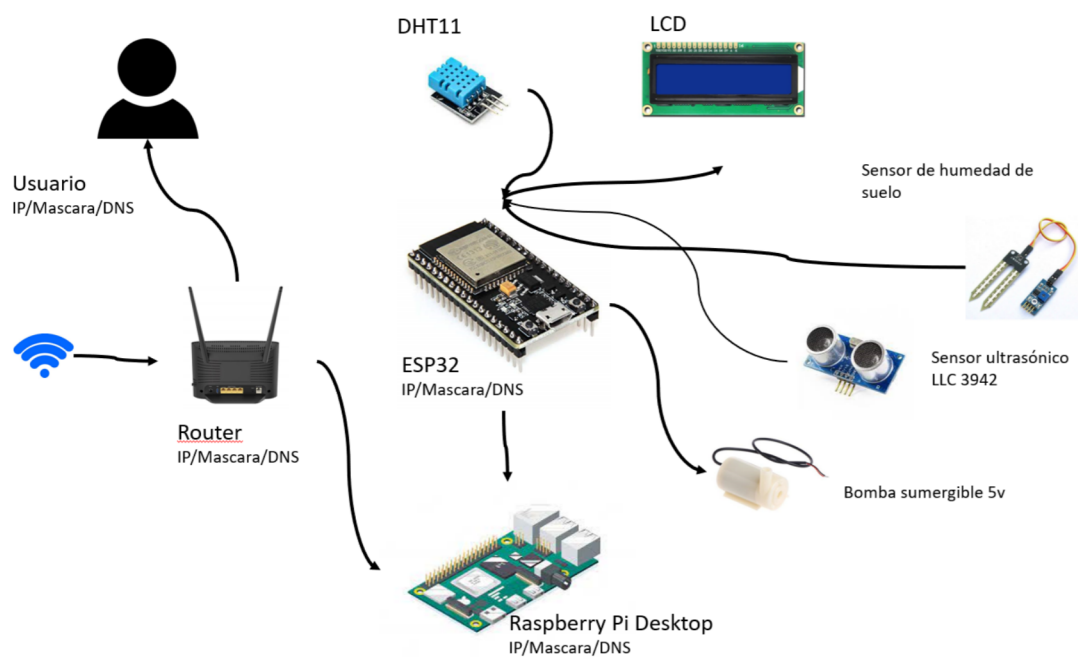 DHT11
LCD
Usuario
IP/Mascara/DNS
Sensor de humedad de
suelo
ESP32
IP/Mascara/DNS
Sensor ultrasónico
LLC 3942
Router
IP/Mascara/DNS
Bomba sumergible 5v
Raspberry Pi Desktop
IP/Mascara/DNS